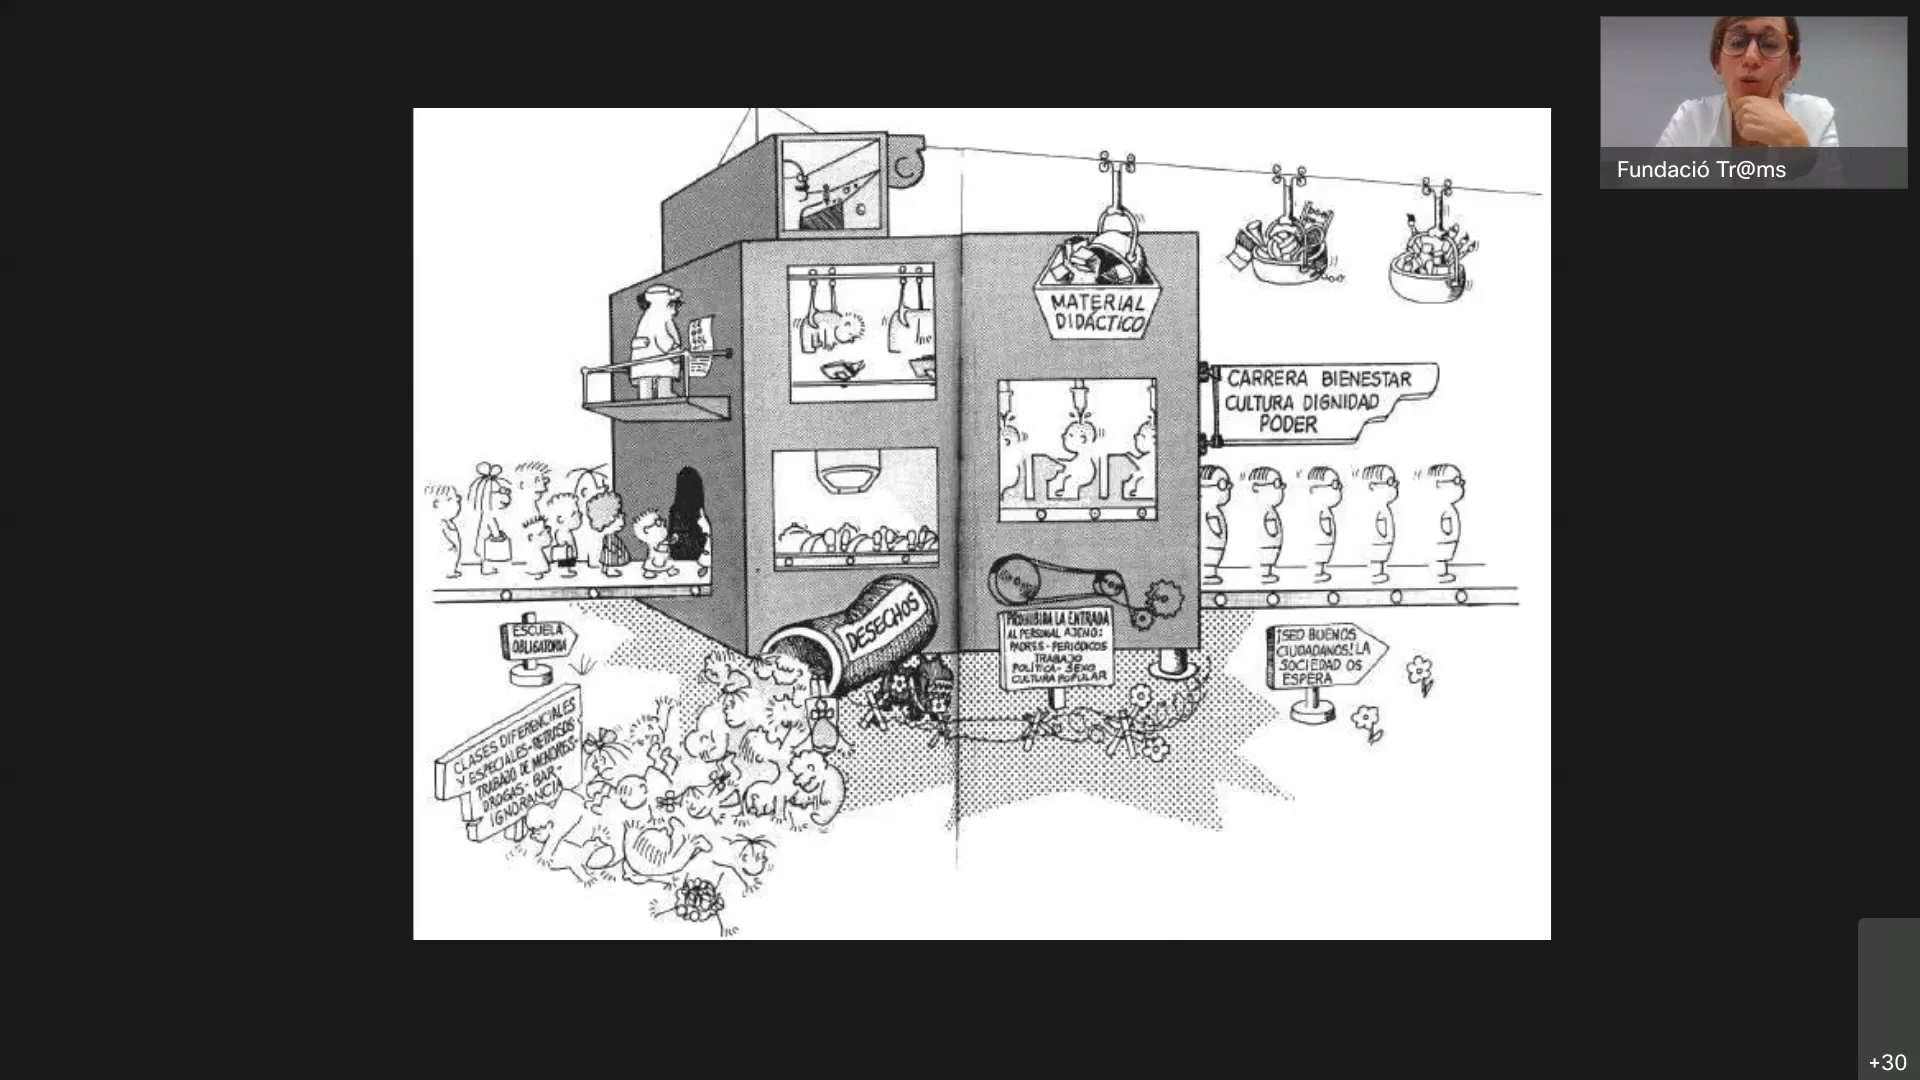 Fundació Tr@ms
MATERIAL
DIDÁCTICO
CARRERA BIENESTAR
CULTURA DIGNIDAD
PODER
DESECHOS
ESCUELA
OBLIGATORIA
PROHIBIDA LA ENTRADA
AL PERSONAL AJENO:
PADRES - PERIÓDICOS
TRABAJO
POLÍTICA - SEXO
CULTURA POPULAR
¡SED BUENOS
CIUDADANOS! LA
SOCIEDAD OS
ESPERA
CLASES DIFERENCIALES
Y ESPECIALES - RETRASOS
TRABAJO DE MENORES -
DROGAS - BAR -
IGNORANCIA
+30